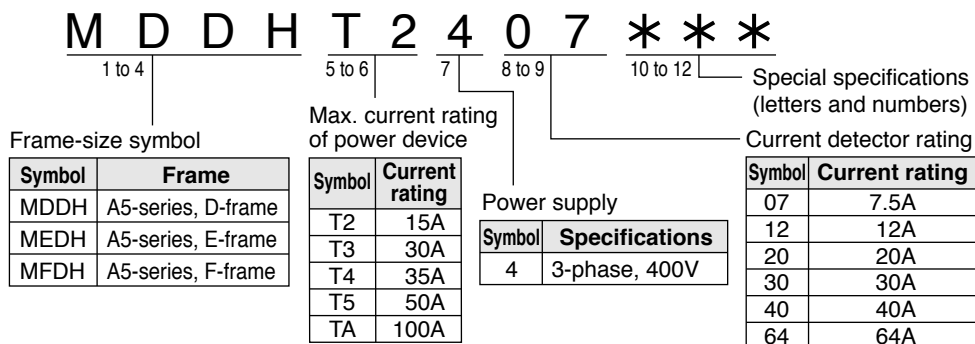 M D D H T 2 4 0 7 * * *
1 to 4 5 to 6 7 8 to 9 10 to 12
Special specifications
(letters and numbers)
Frame-size symbol
Symbol Frame
MDDH A5-series, D-frame
MEDH A5-series, E-frame
MFDH A5-series, F-frame
Max. current rating
of power device
Symbol Current
rating
T2 15A
T3 30A
T4 35A
T5 50A
TA 100A
Power supply
Symbol Specifications
4 3-phase, 400V
Current detector rating
Symbol Current rating
07 7.5A
12 12A
20 20A
30 30A
40 40A
64 64A